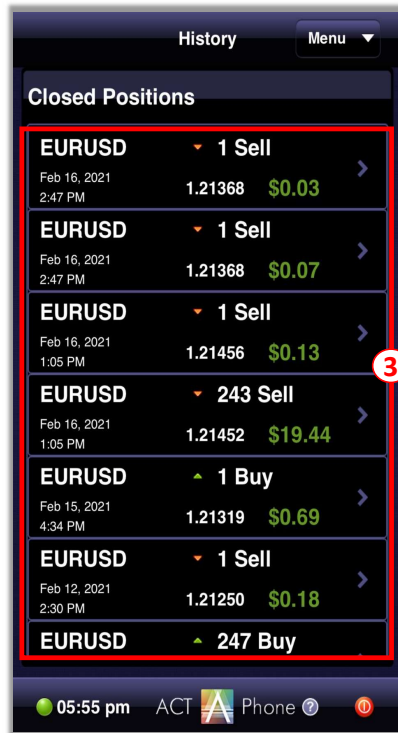 History
Menu
Closed Positions
EURUSD 1 Sell
Feb 16, 2021
2:47 PM
1.21368 $0.03
EURUSD 1 Sell
Feb 16, 2021
2:47 PM
1.21368 $0.07
EURUSD 1 Sell
Feb 16, 2021
1:05 PM
1.21456 $0.13
3
EURUSD 243 Sell
Feb 16, 2021
1:05 PM
1.21452 $19.44
EURUSD 1 Buy
Feb 15, 2021
4:34 PM
1.21319 $0.69
EURUSD 1 Sell
Feb 12, 2021
2:30 PM
1.21250 $0.18
EURUSD 247 Buy
05:55 pm ACT A Phone ?